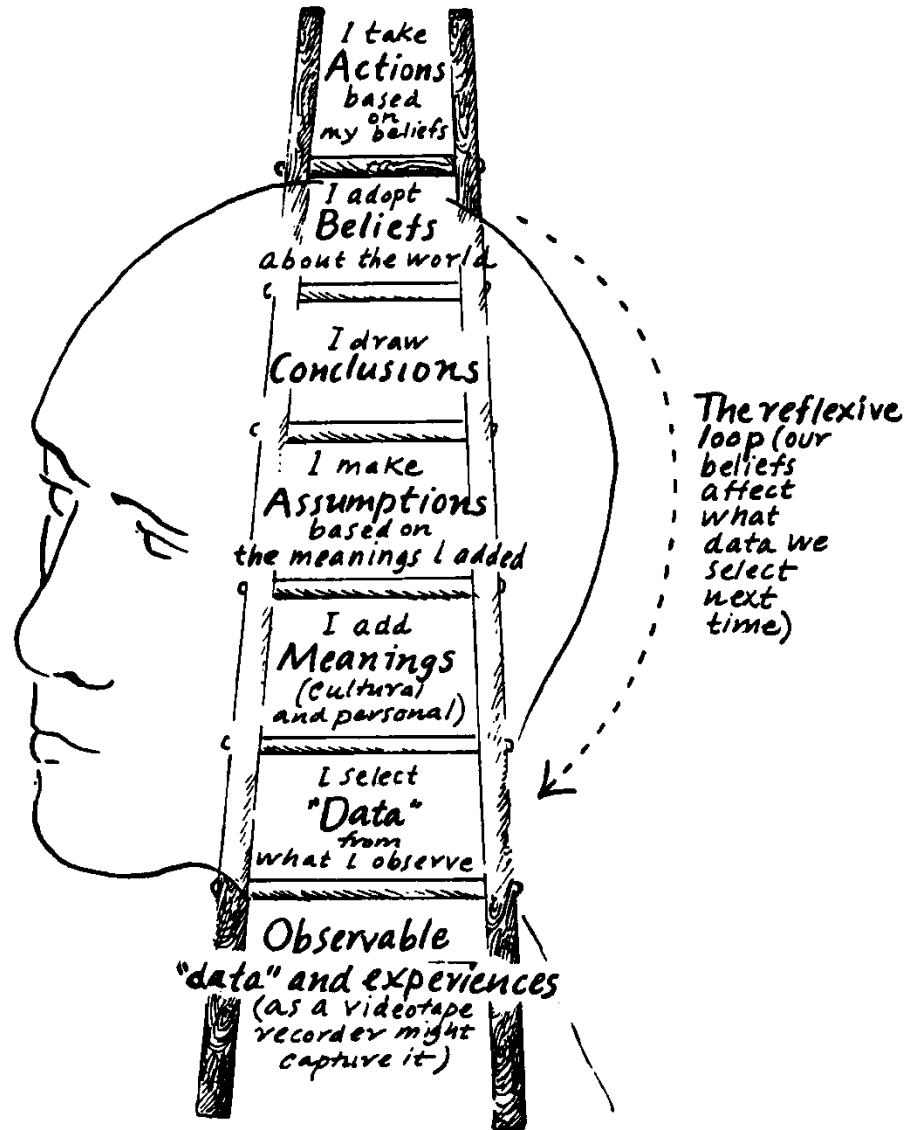 I take
Actions
based
on
my beliefs
I adopt
Beliefs
about the world
I draw
Conclusions
I make
Assumptions
based on
the meanings I added
I add
Meanings
(cultural
and personal)
I select
"Data"
from
what I observe
Observable
"data" and experiences
(as a videotape
recorder might
capture it)
The reflexive
loop (our
beliefs
affect
what
data we
select
next
time)